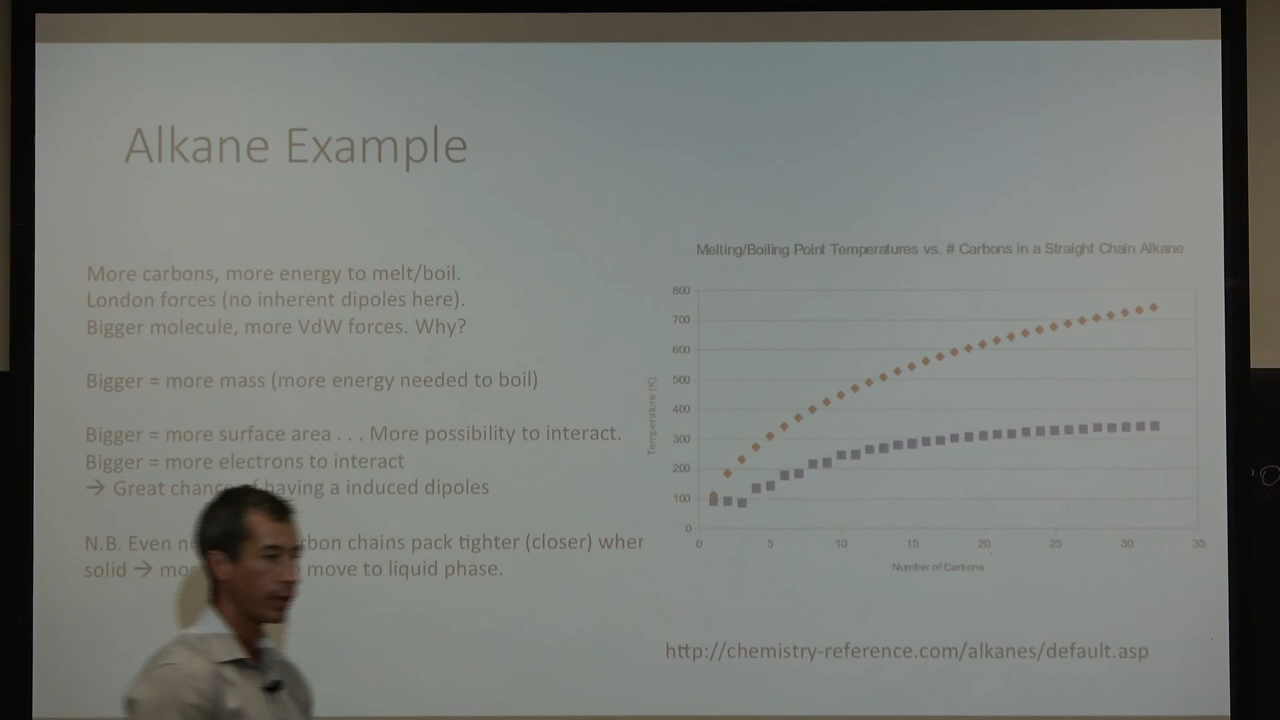 Alkane Example
More carbons, more energy to melt/boil.
London forces (no inherent dipoles here).
Bigger molecule, more VdW forces. Why?
Bigger = more mass (more energy needed to boil)
Bigger = more surface area . . . More possibility to interact.
Bigger = more electrons to interact
→ Great chance of having a induced dipoles
N.B. Even rbon chains pack tighter (closer) wher
solid → move to liquid phase.
Melting/Boiling Point Temperatures vs. # Carbons in a Straight Chain Alkane
800
700
600
500
400
300
200
100
0
Temperature (K)
0 5 10 15 20 25 30 35
Number of Carbons
http://chemistry-reference.com/alkanes/default.asp